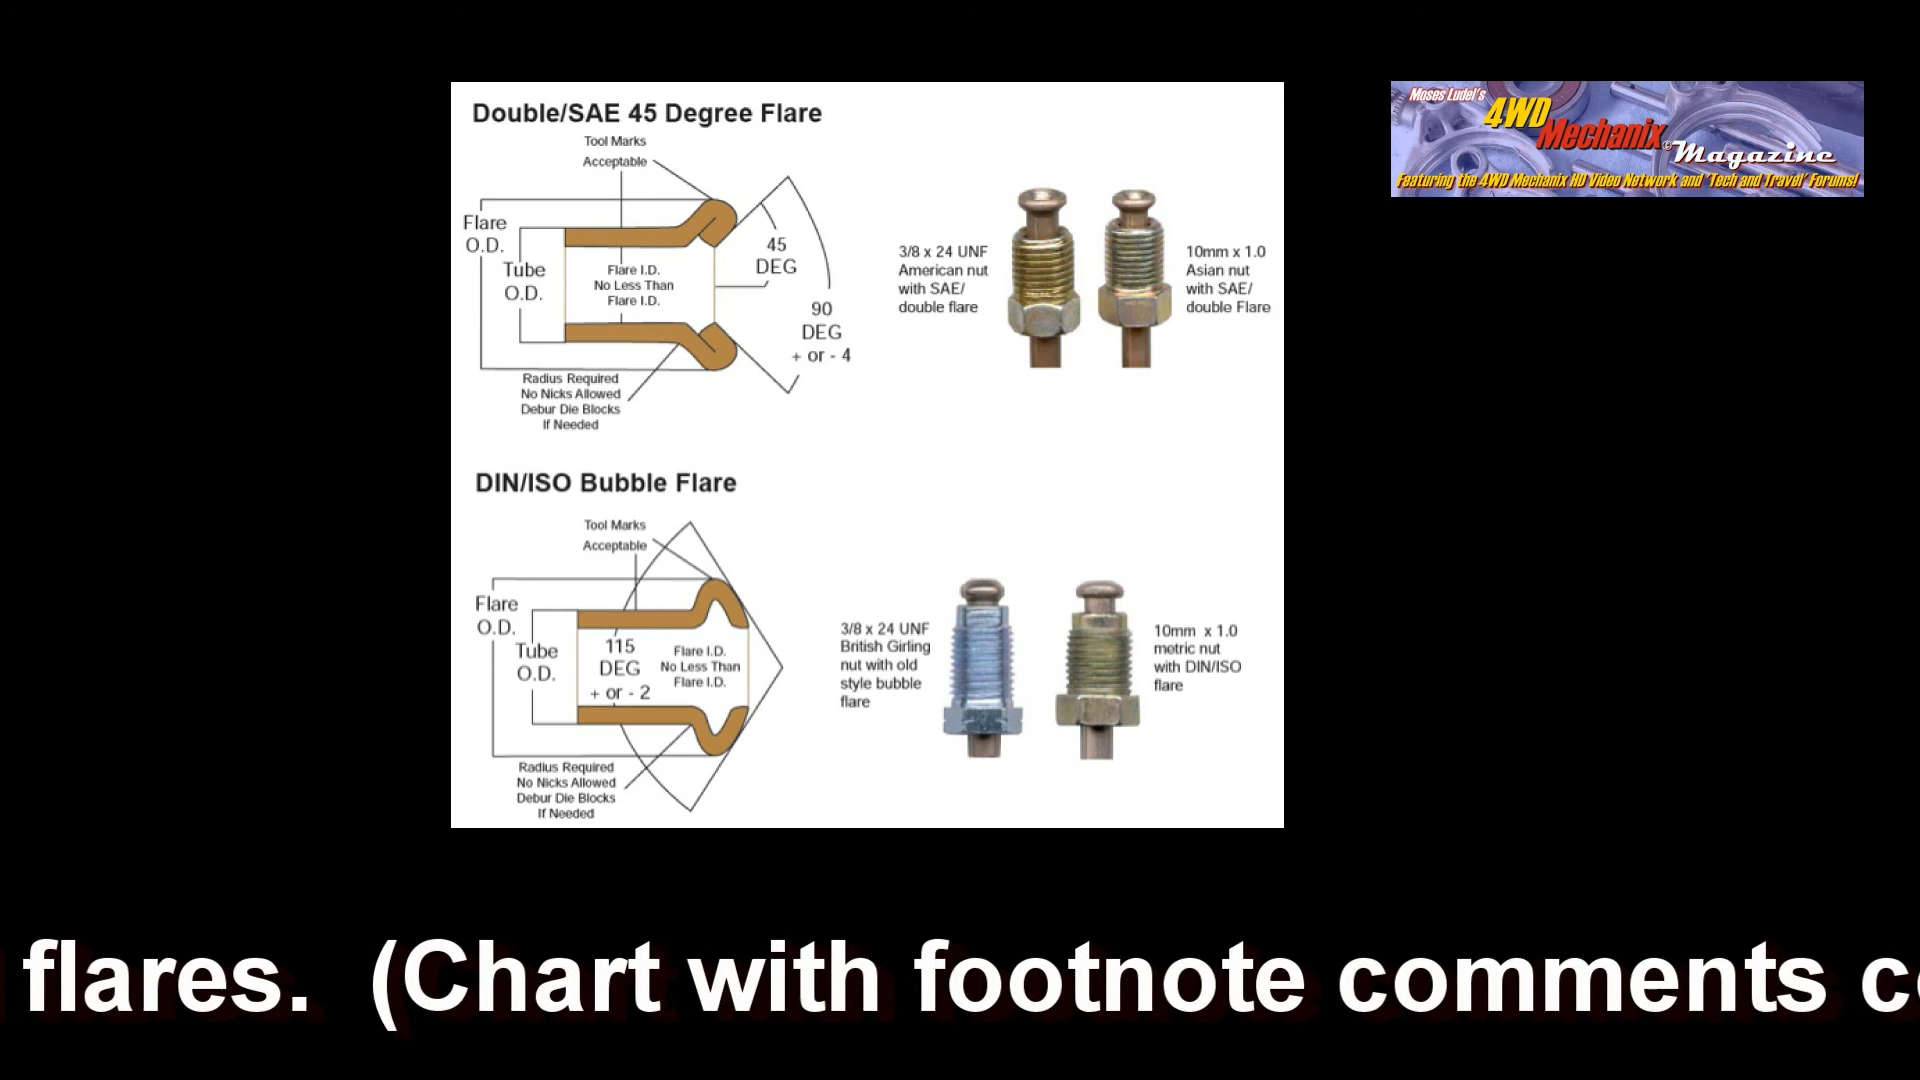 Moses Ludel's
4WD
Mechanix
Magazine
Featuring the 4WD Mechanix HD Video Network and 'Tech and Travel' Forums!
Double/SAE 45 Degree Flare
Tool Marks
Acceptable
Flare
O.D.
Tube
O.D.
Flare I.D.
No Less Than
Flare I.D.
45
DEG
90
DEG
+ or - 4
Radius Required
No Nicks Allowed
Debur Die Blocks
If Needed
3/8 x 24 UNF
American nut
with SAE/
double flare
10mm x 1.0
Asian nut
with SAE/
double Flare
DIN/ISO Bubble Flare
Tool Marks
Acceptable
Flare
O.D.
Tube
O.D.
115
DEG
+ or - 2
Flare I.D.
No Less Than
Flare I.D.
Radius Required
No Nicks Allowed
Debur Die Blocks
If Needed
3/8 x 24 UNF
British Girling
nut with old
style bubble
flare
10mm x 1.0
metric nut
with DIN/ISO
flare
flares. (Chart with footnote comments